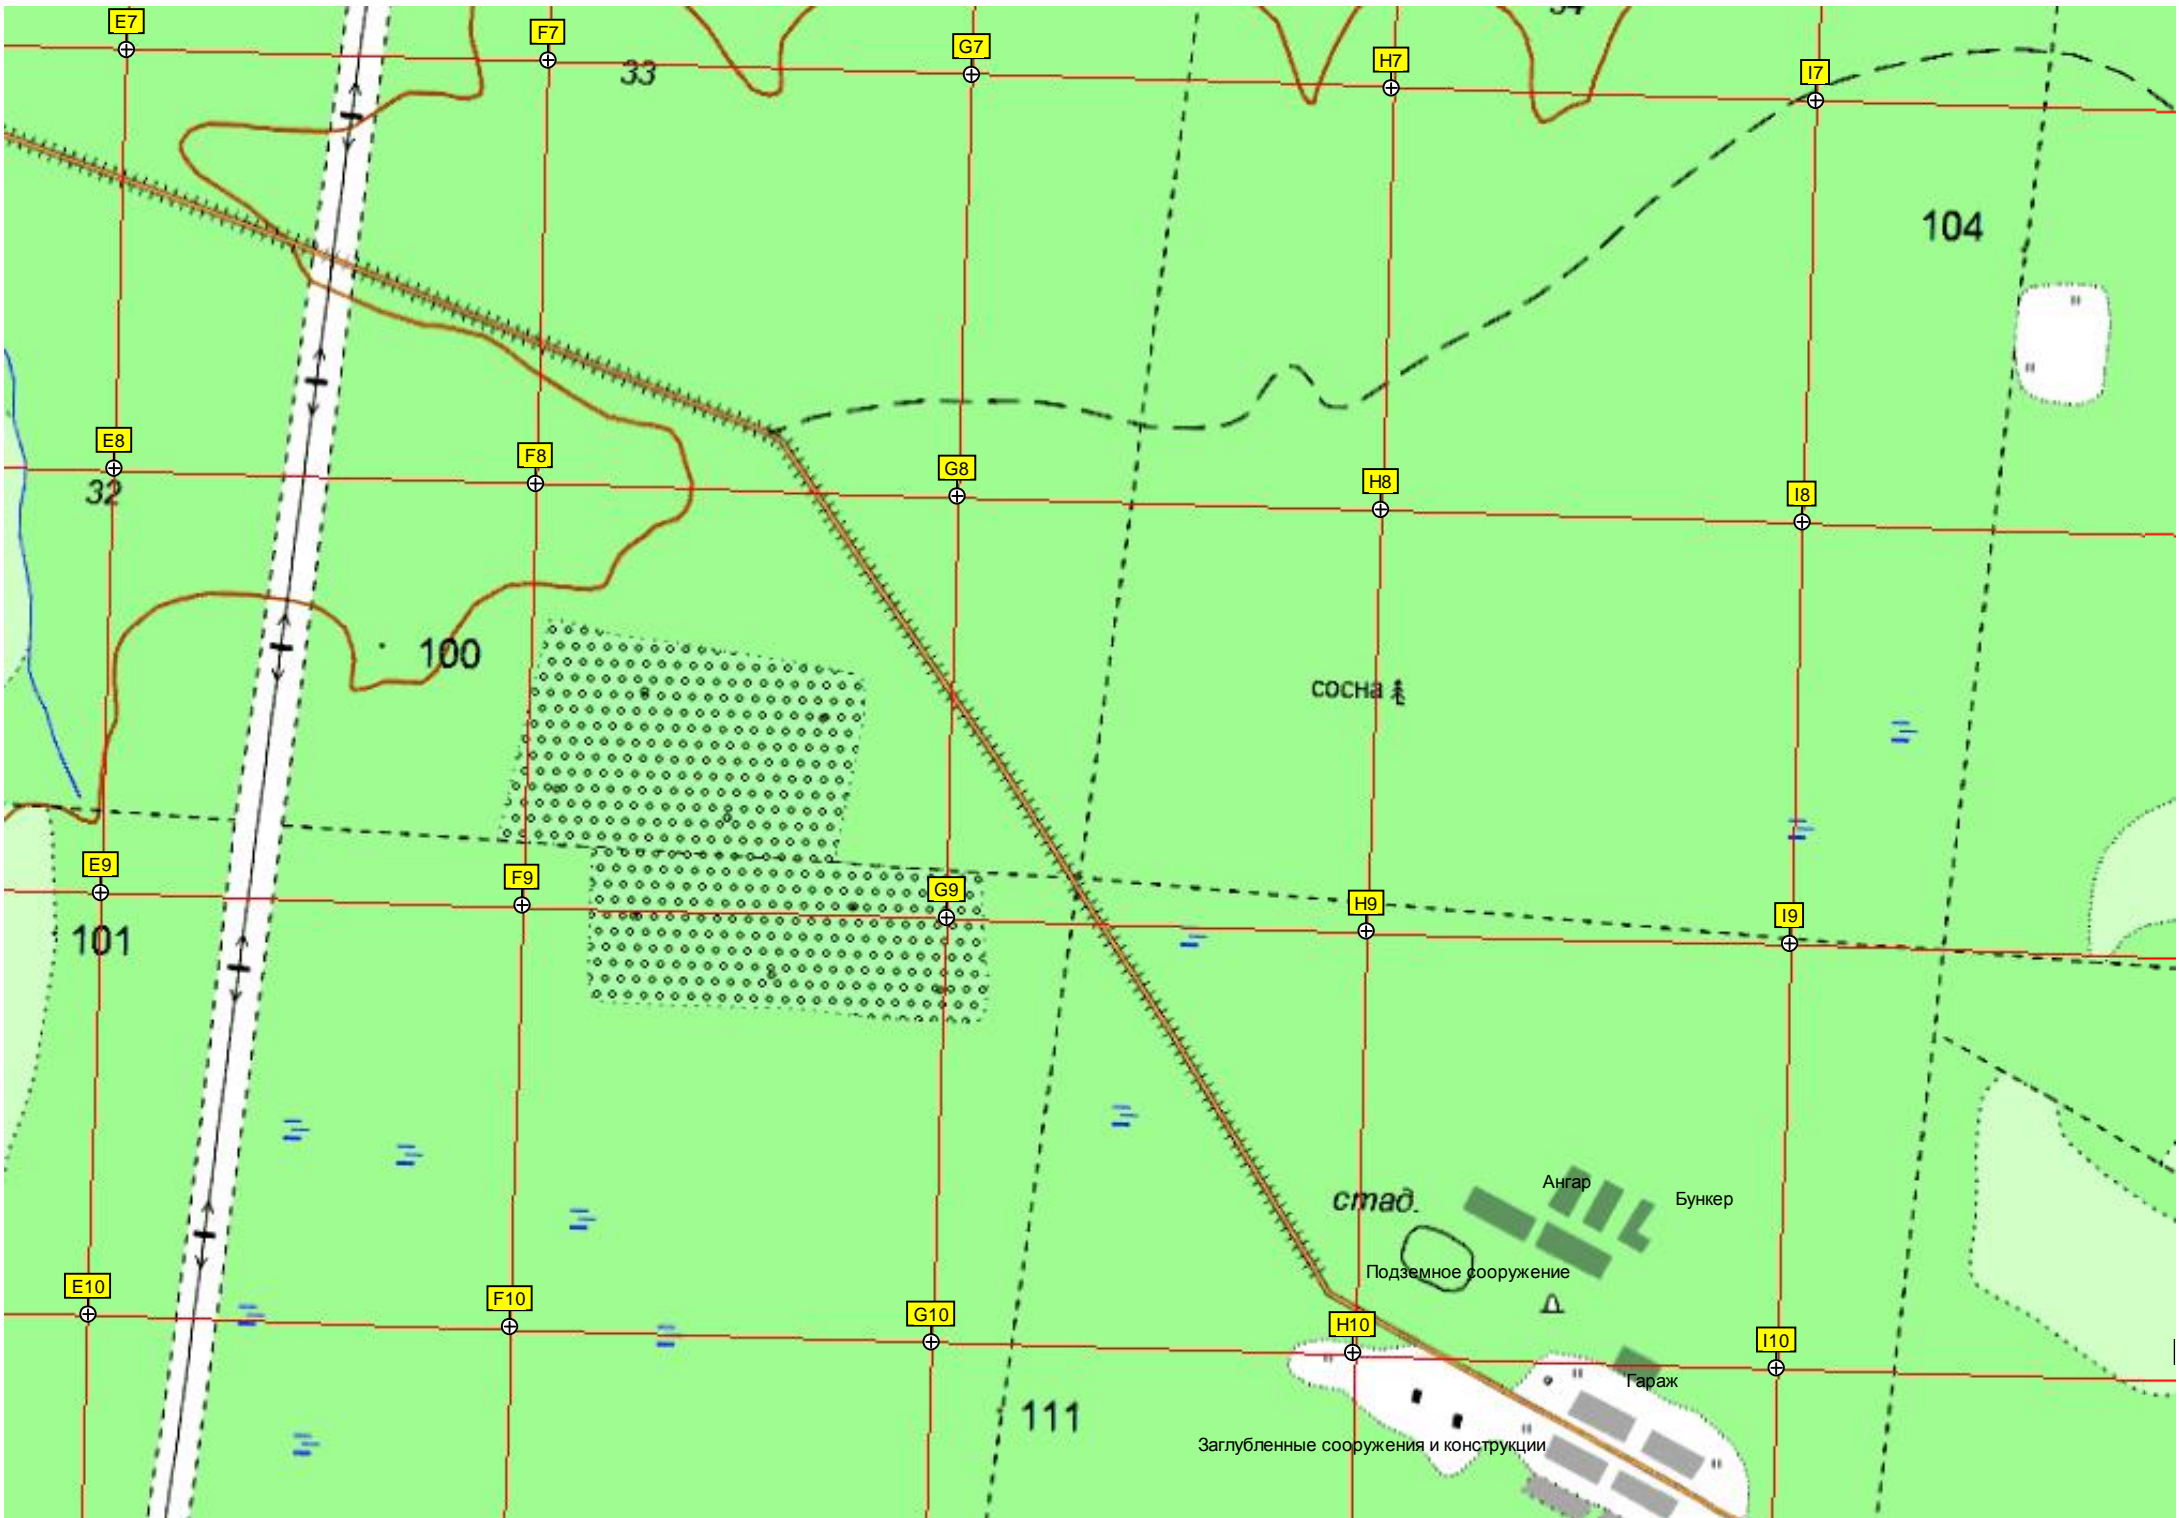 E7
F7
G7
H7
I7
33
104
E8
F8
G8
H8
I8
32
100
сосна
E9
F9
G9
H9
I9
101
стад.
Ангар
Бункер
Подземное сооружение
E10
F10
G10
H10
I10
Гараж
111
Заглубленные сооружения и конструкции